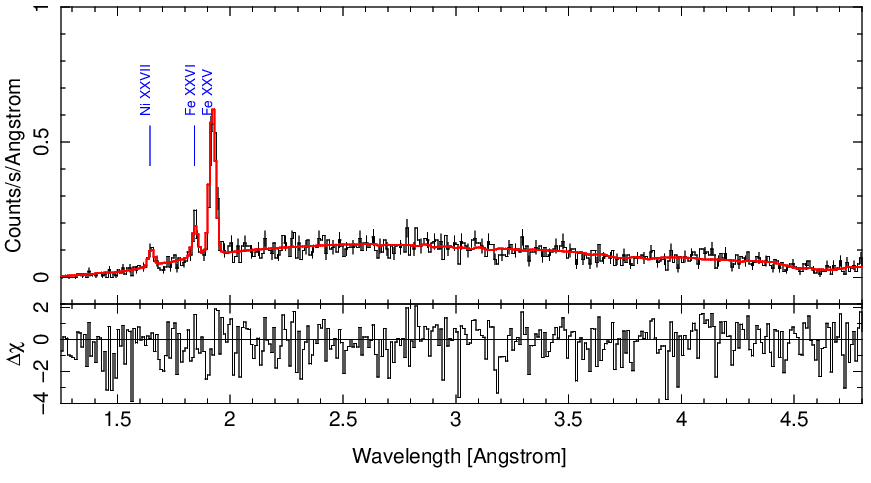 1
Counts/s/Angstrom
0.5
0
Ni XXVII
Fe XXVI
Fe XXV
Δχ
2
0
−2
−4
1.5 2 2.5 3 3.5 4 4.5
Wavelength [Angstrom]